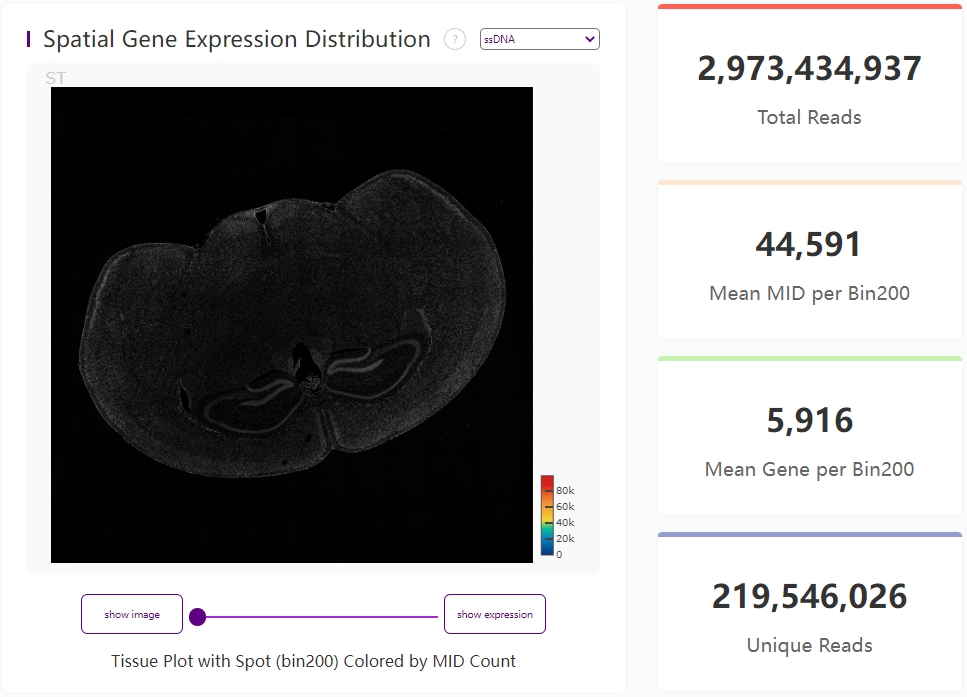 Spatial Gene Expression Distribution ? ssDNA
ST
80k
60k
40k
20k
0
show image
show expression
Tissue Plot with Spot (bin200) Colored by MID Count
2,973,434,937
Total Reads
44,591
Mean MID per Bin200
5,916
Mean Gene per Bin200
219,546,026
Unique Reads